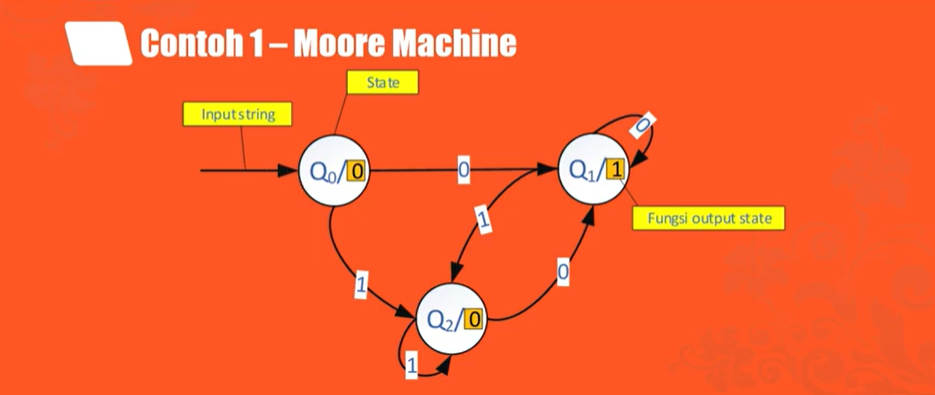 Contoh 1 – Moore Machine
State
Input string
0
Q0/0
0
Q1/1
1
Fungsi output state
0
1
Q2/0
1